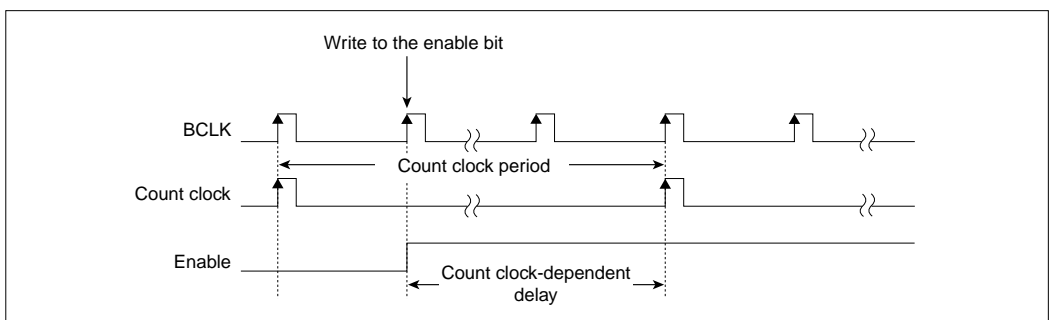 Write to the enable bit
BCLK
Count clock period
Count clock
Enable
Count clock-dependent
delay